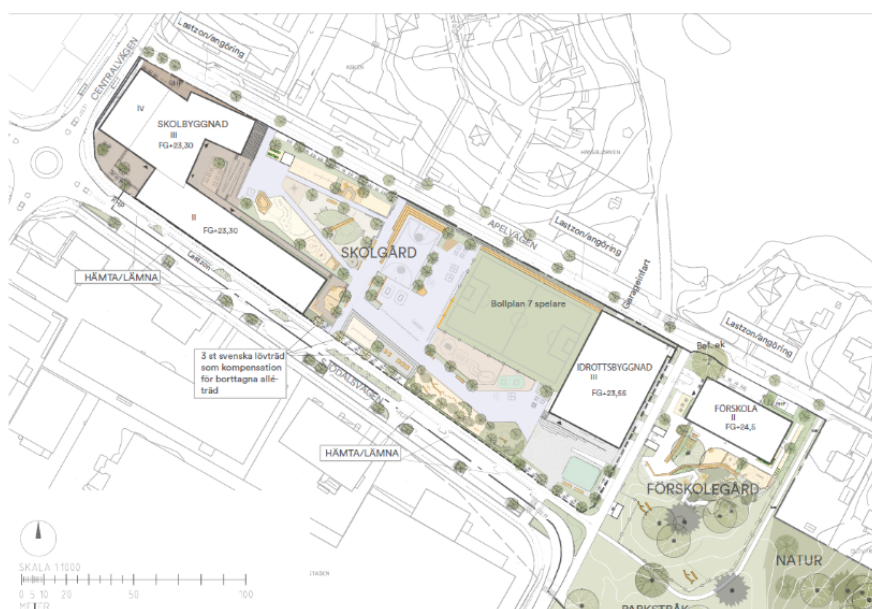 Lastzon/angöring
CENTRALVÄGEN
RHP
IV
SKOLBYGGNAD
III
FG+23,30
II
FG+23,30
Lastzon
HÄMTA/LÄMNA
SKOLGÅRD
APELVÄGEN
Lastzon/angöring
Garageinfart
Bollplan 7 spelare
Lastzon/angöring
Bef. ek
IDROTTSBYGGNAD
III
FG+23,55
FÖRSKOLA
II
FG+24,5
3 st svenska lövträd
som kompensation
för borttagna allé-
träd
SJÖDALSVÄGEN
HÄMTA/LÄMNA
FÖRSKOLEGÅRD
NATUR
PARKSTRÅK
SKALA 1:1000
0 5 10 20 50 100
METER